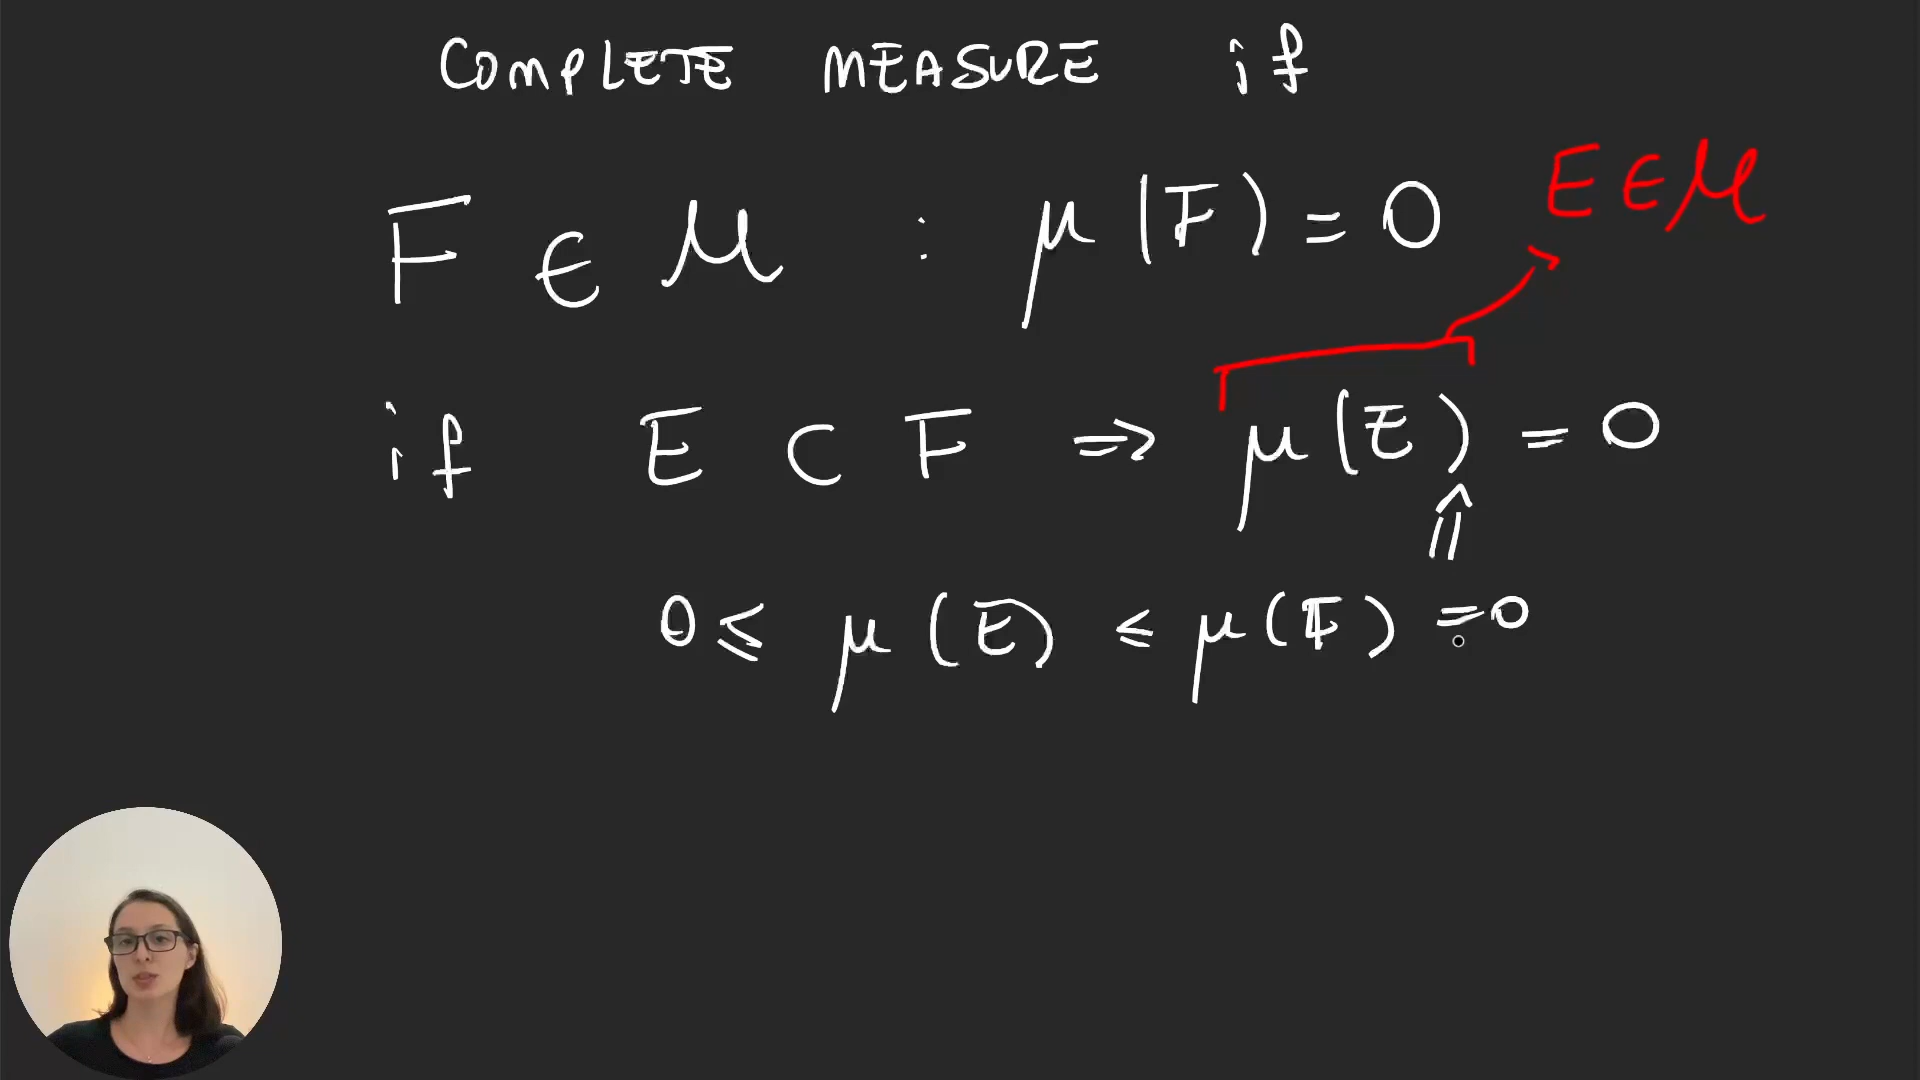 COMPLETE MEASURE if
F ∈ M : μ(F) = 0
E ∈ M
if E ⊂ F ⇒ μ(E) = 0
⇑
0 ≤ μ(E) ≤ μ(F) = 0